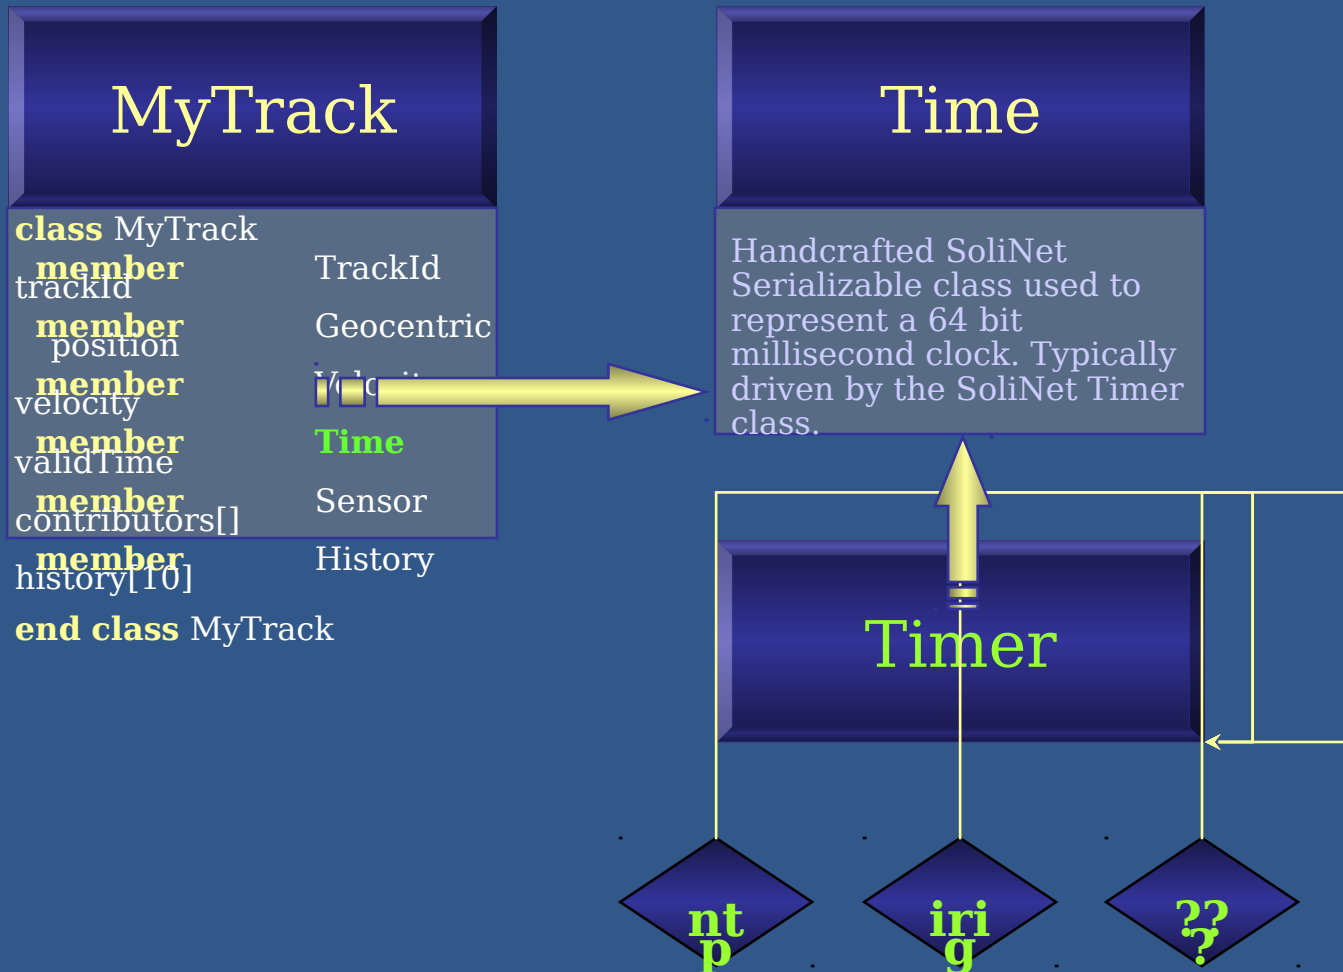 MyTrack
class MyTrack
member TrackId
trackId
member Geocentric
position
member
velocity
member Time
validTime
member Sensor
contributors[]
member History
history[10]
end class MyTrack
Time
Handcrafted SoliNet
Serializable class used to
represent a 64 bit
millisecond clock. Typically
driven by the SoliNet Timer
class.
Timer
nt
p
iri
g
??
?